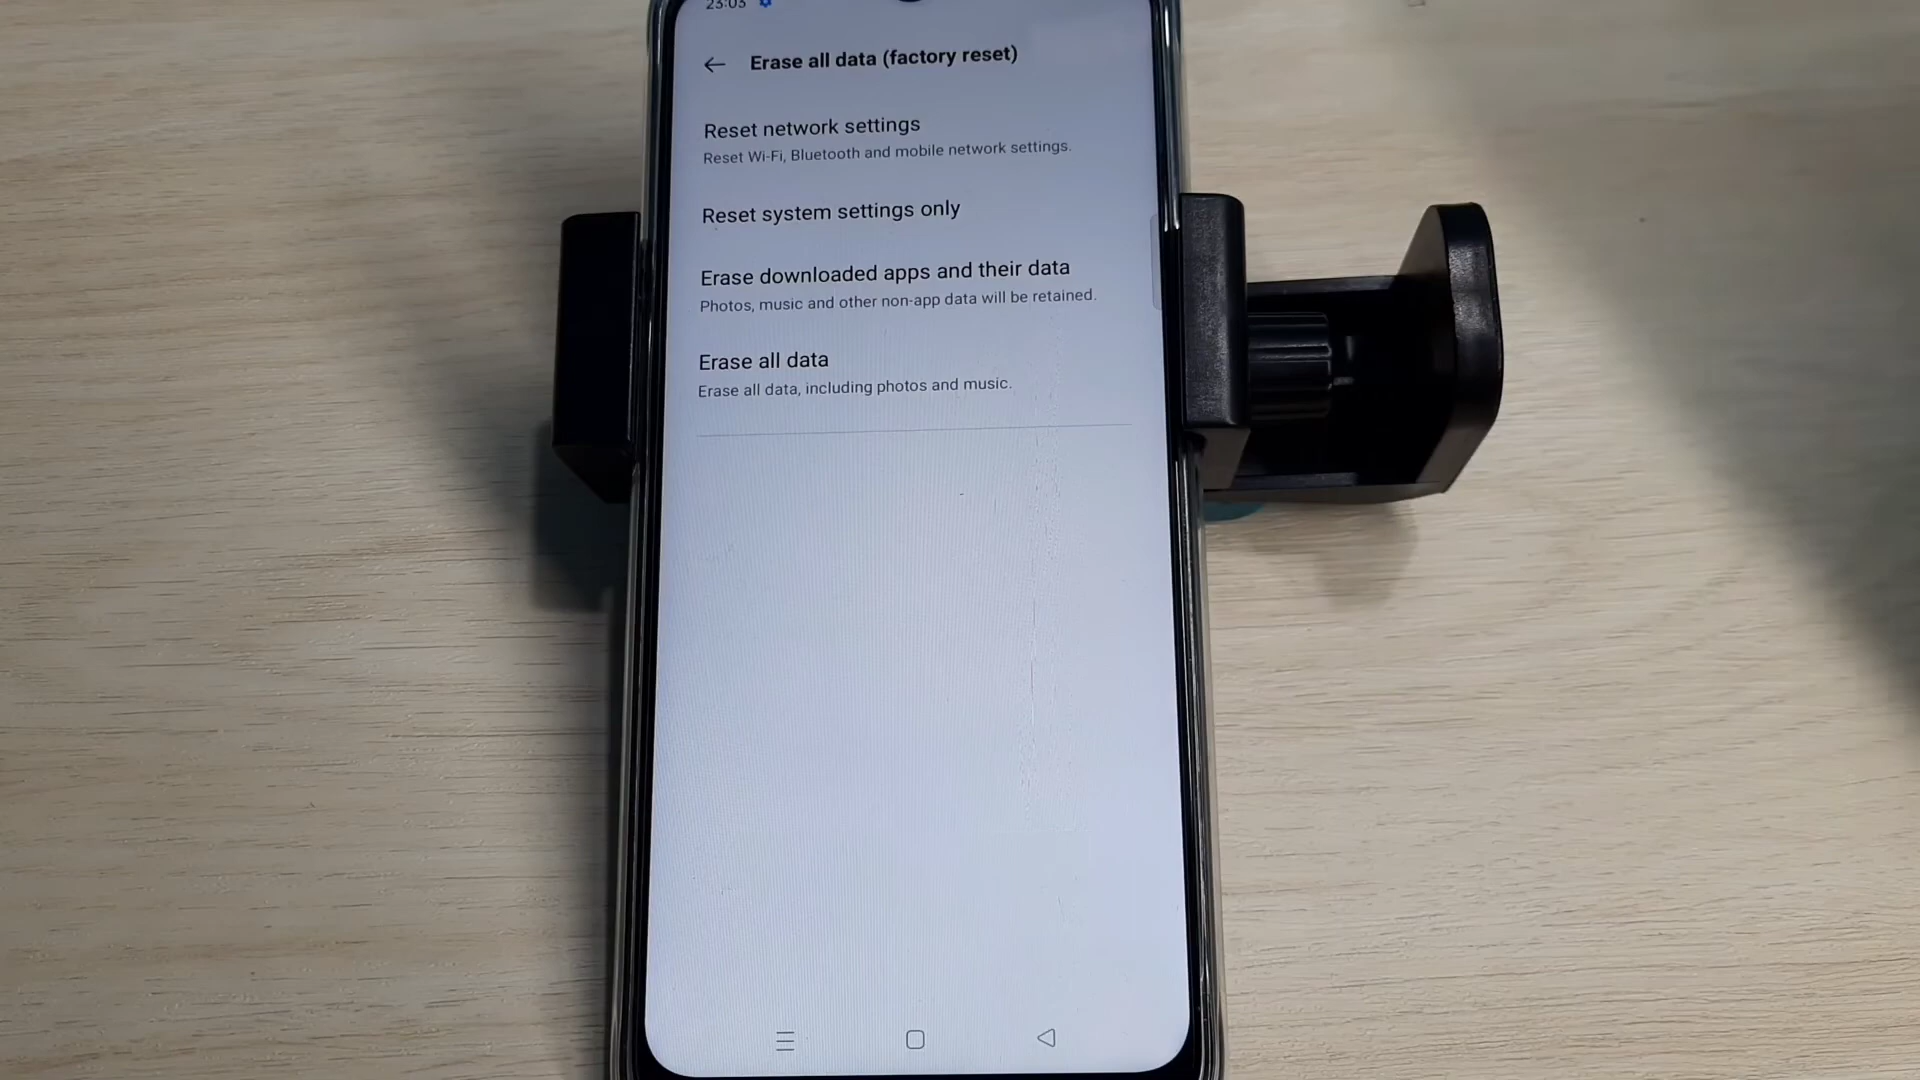 23:03
Erase all data (factory reset)
Reset network settings
Reset Wi-Fi, Bluetooth and mobile network settings.
Reset system settings only
Erase downloaded apps and their data
Photos, music and other non-app data will be retained.
Erase all data
Erase all data, including photos and music.